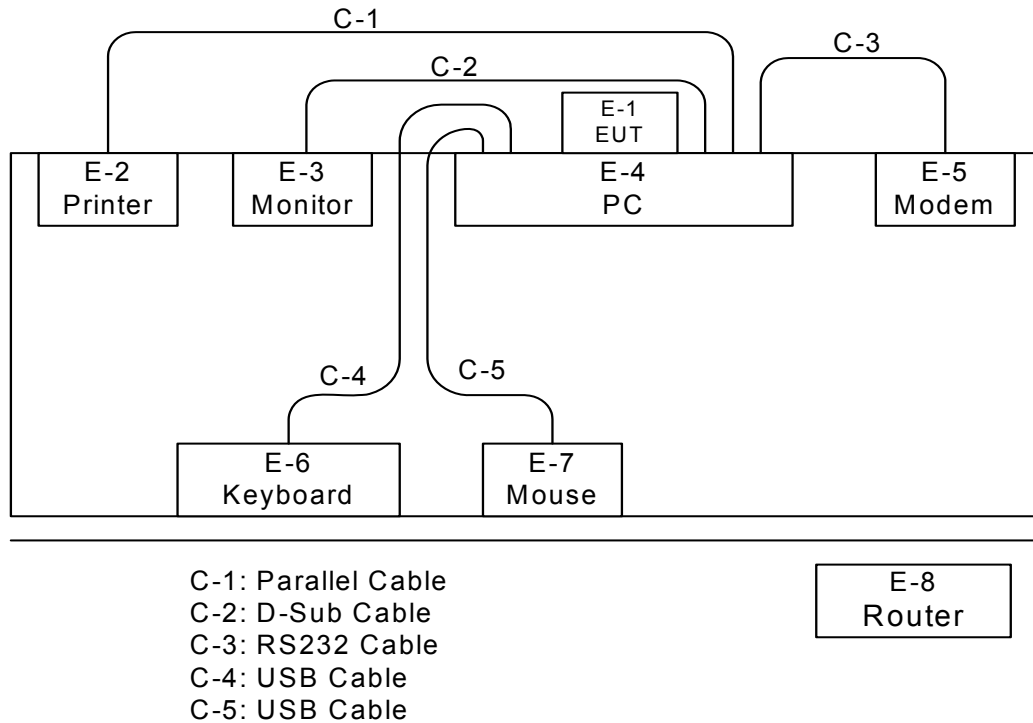 C-1
C-3
C-2
E-1
EUT
E-2
Printer
E-3
Monitor
E-4
PC
E-5
Modem
C-4
C-5
E-6
Keyboard
E-7
Mouse
C-1: Parallel Cable
C-2: D-Sub Cable
C-3: RS232 Cable
C-4: USB Cable
C-5: USB Cable
E-8
Router